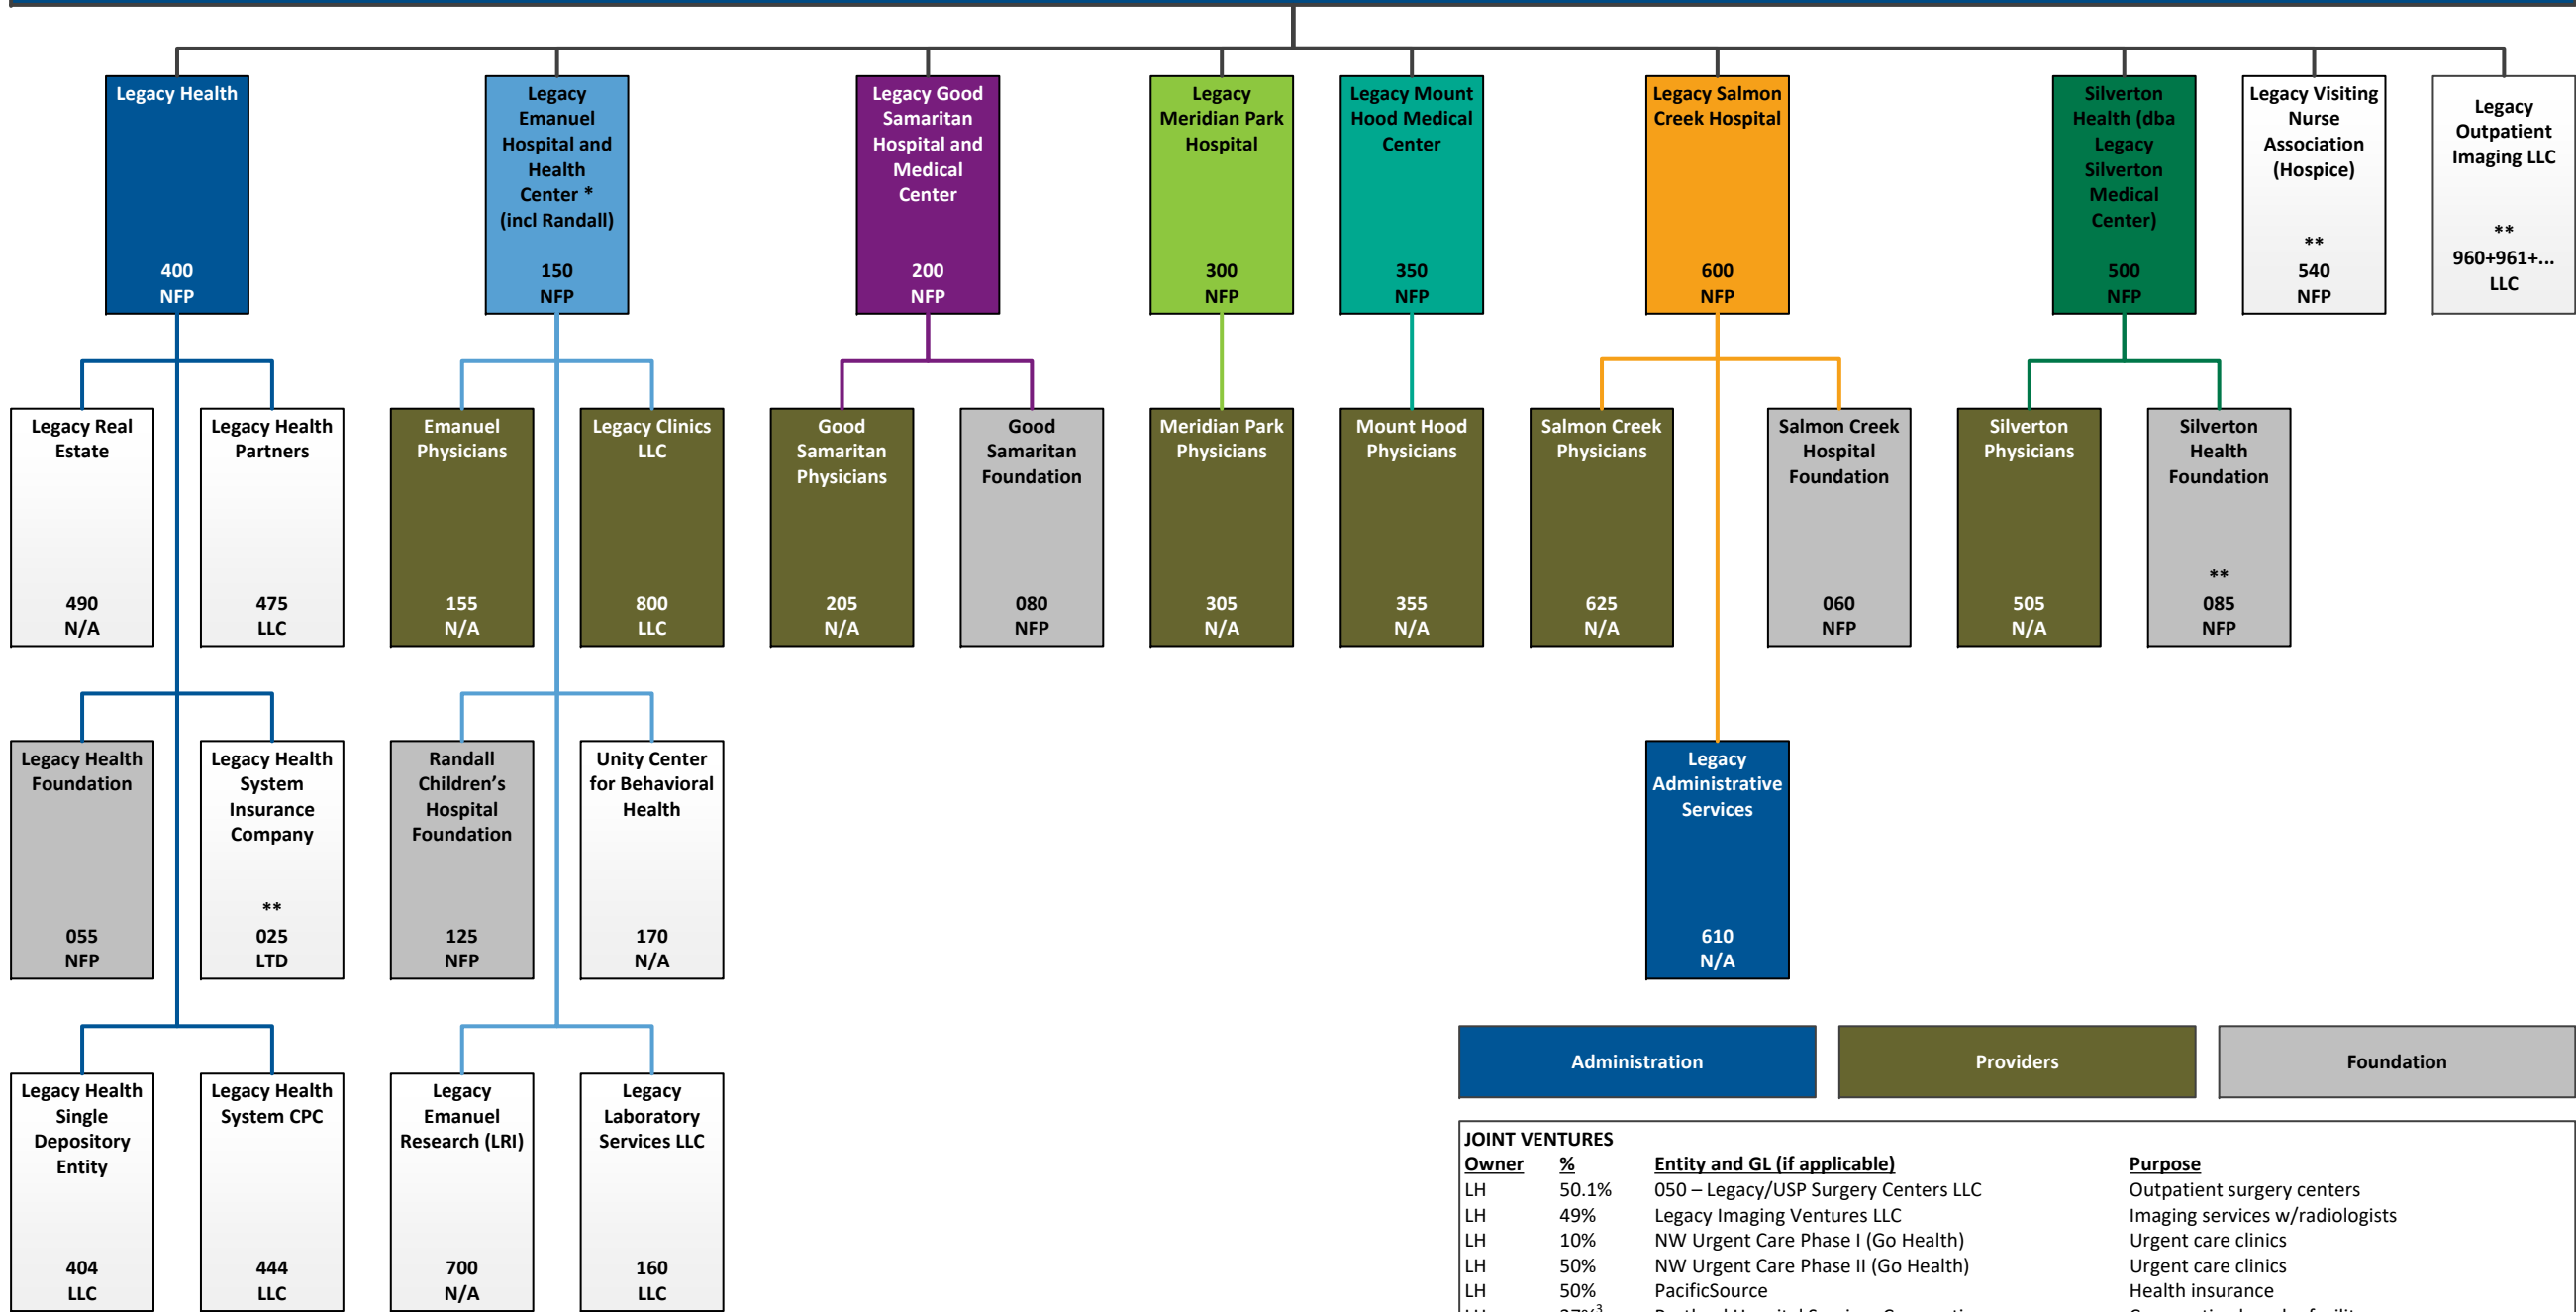 Legacy Health
400
NFP
Legacy
Emanuel
Hospital and
Health
Center *
(incl Randall)
150
NFP
Legacy Good
Samaritan
Hospital and
Medical
Center
200
NFP
Legacy
Meridian Park
Hospital
300
NFP
Legacy Mount
Hood Medical
Center
350
NFP
Legacy Salmon
Creek Hospital
600
NFP
Silverton
Health (dba
Legacy
Silverton
Medical
Center)
500
NFP
Legacy Visiting
Nurse
Association
(Hospice)
**
540
NFP
Legacy
Outpatient
Imaging LLC
**
960+961+...
LLC
Legacy Real
Estate
490
N/A
Legacy Health
Partners
475
LLC
Emanuel
Physicians
155
N/A
Legacy Clinics
LLC
800
LLC
Good
Samaritan
Physicians
205
N/A
Good
Samaritan
Foundation
080
NFP
Meridian Park
Physicians
305
N/A
Mount Hood
Physicians
355
N/A
Salmon Creek
Physicians
625
N/A
Salmon Creek
Hospital
Foundation
060
NFP
Silverton
Physicians
505
N/A
Silverton
Health
Foundation
**
085
NFP
Legacy Health
Foundation
055
NFP
Legacy Health
System
Insurance
Company
**
025
LTD
Randall
Children's
Hospital
Foundation
125
NFP
Unity Center
for Behavioral
Health
170
N/A
Legacy
Administrative
Services
610
N/A
Legacy Health
Single
Depository
Entity
404
LLC
Legacy Health
System CPC
444
LLC
Legacy
Emanuel
Research (LRI)
700
N/A
Legacy
Laboratory
Services LLC
160
LLC
Administration
Providers
Foundation
JOINT VENTURES
Owner % Entity and GL (if applicable) Purpose
LH 50.1% 050 – Legacy/USP Surgery Centers LLC Outpatient surgery centers
LH 49% Legacy Imaging Ventures LLC Imaging services w/radiologists
LH 10% NW Urgent Care Phase I (Go Health) Urgent care clinics
LH 50% NW Urgent Care Phase II (Go Health) Urgent care clinics
LH 50% PacificSource Health insurance